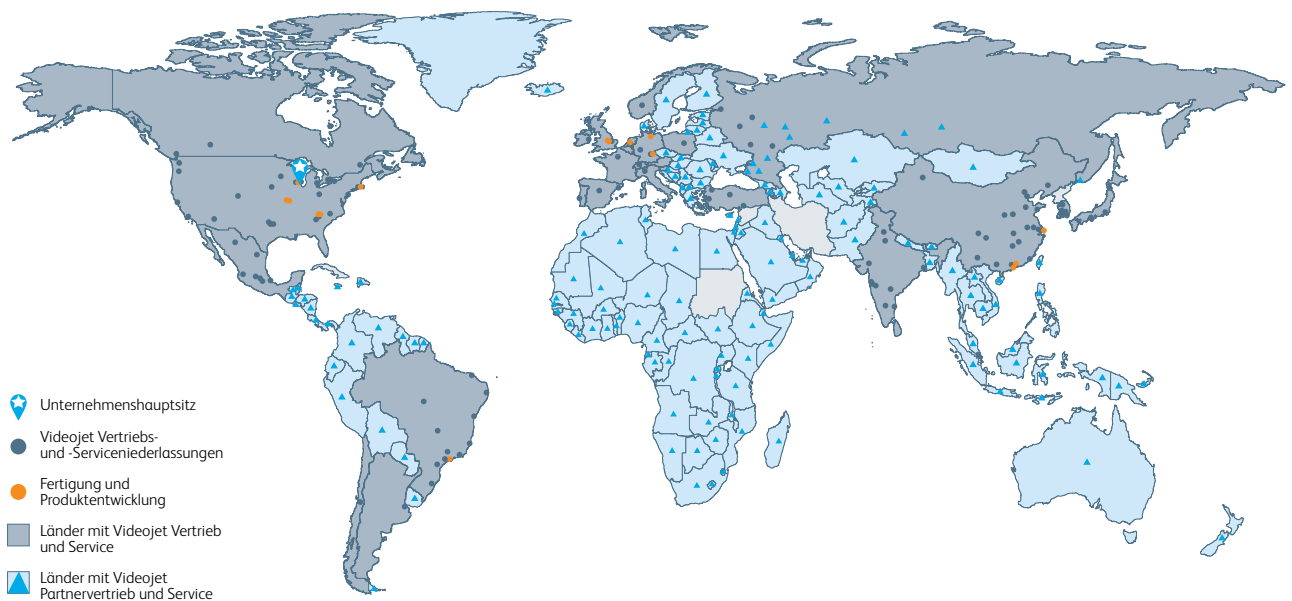 Unternehmenshauptsitz
Videojet Vertriebs-
und -Serviceniederlassungen
Fertigung und
Produktentwicklung
Länder mit Videojet Vertrieb
und Service
Länder mit Videojet
Partnervertrieb und Service